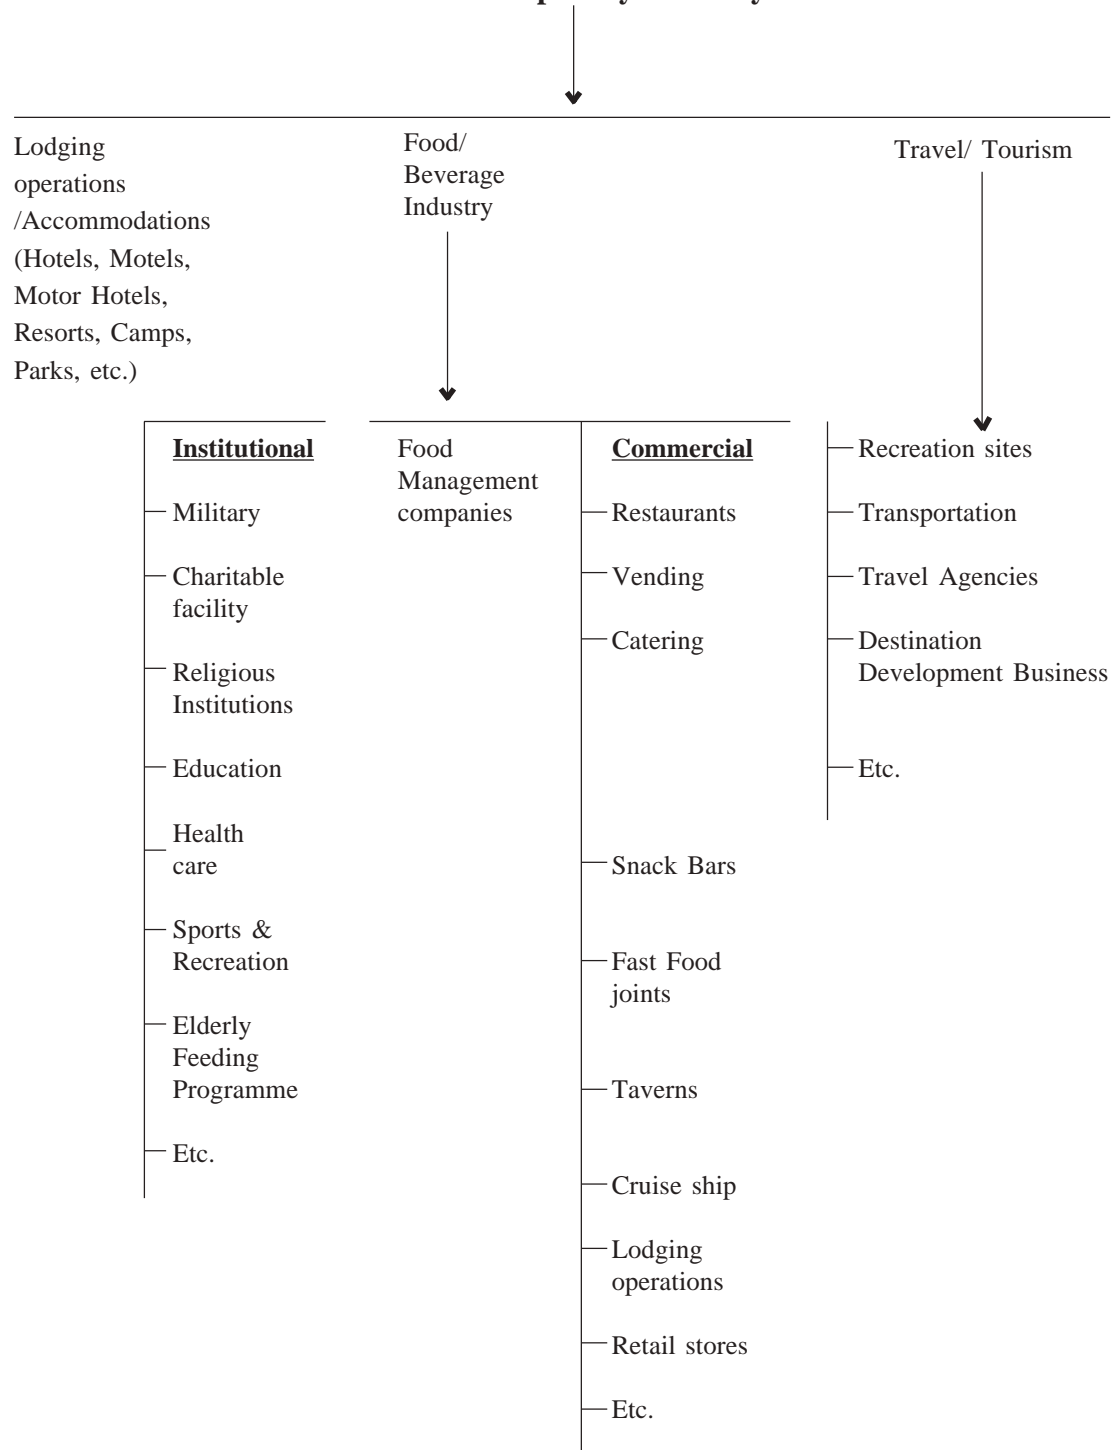 Lodging
operations
/Accommodations
(Hotels, Motels,
Motor Hotels,
Resorts, Camps,
Parks, etc.)
Food/
Beverage
Industry
Travel/ Tourism
Institutional
Military
Charitable
facility
Religious
Institutions
Education
Health
care
Sports &
Recreation
Elderly
Feeding
Programme
Etc.
Food
Management
companies
Commercial
Restaurants
Vending
Catering
Snack Bars
Fast Food
joints
Taverns
Cruise ship
Lodging
operations
Retail stores
Etc.
Recreation sites
Transportation
Travel Agencies
Destination
Development Business
Etc.